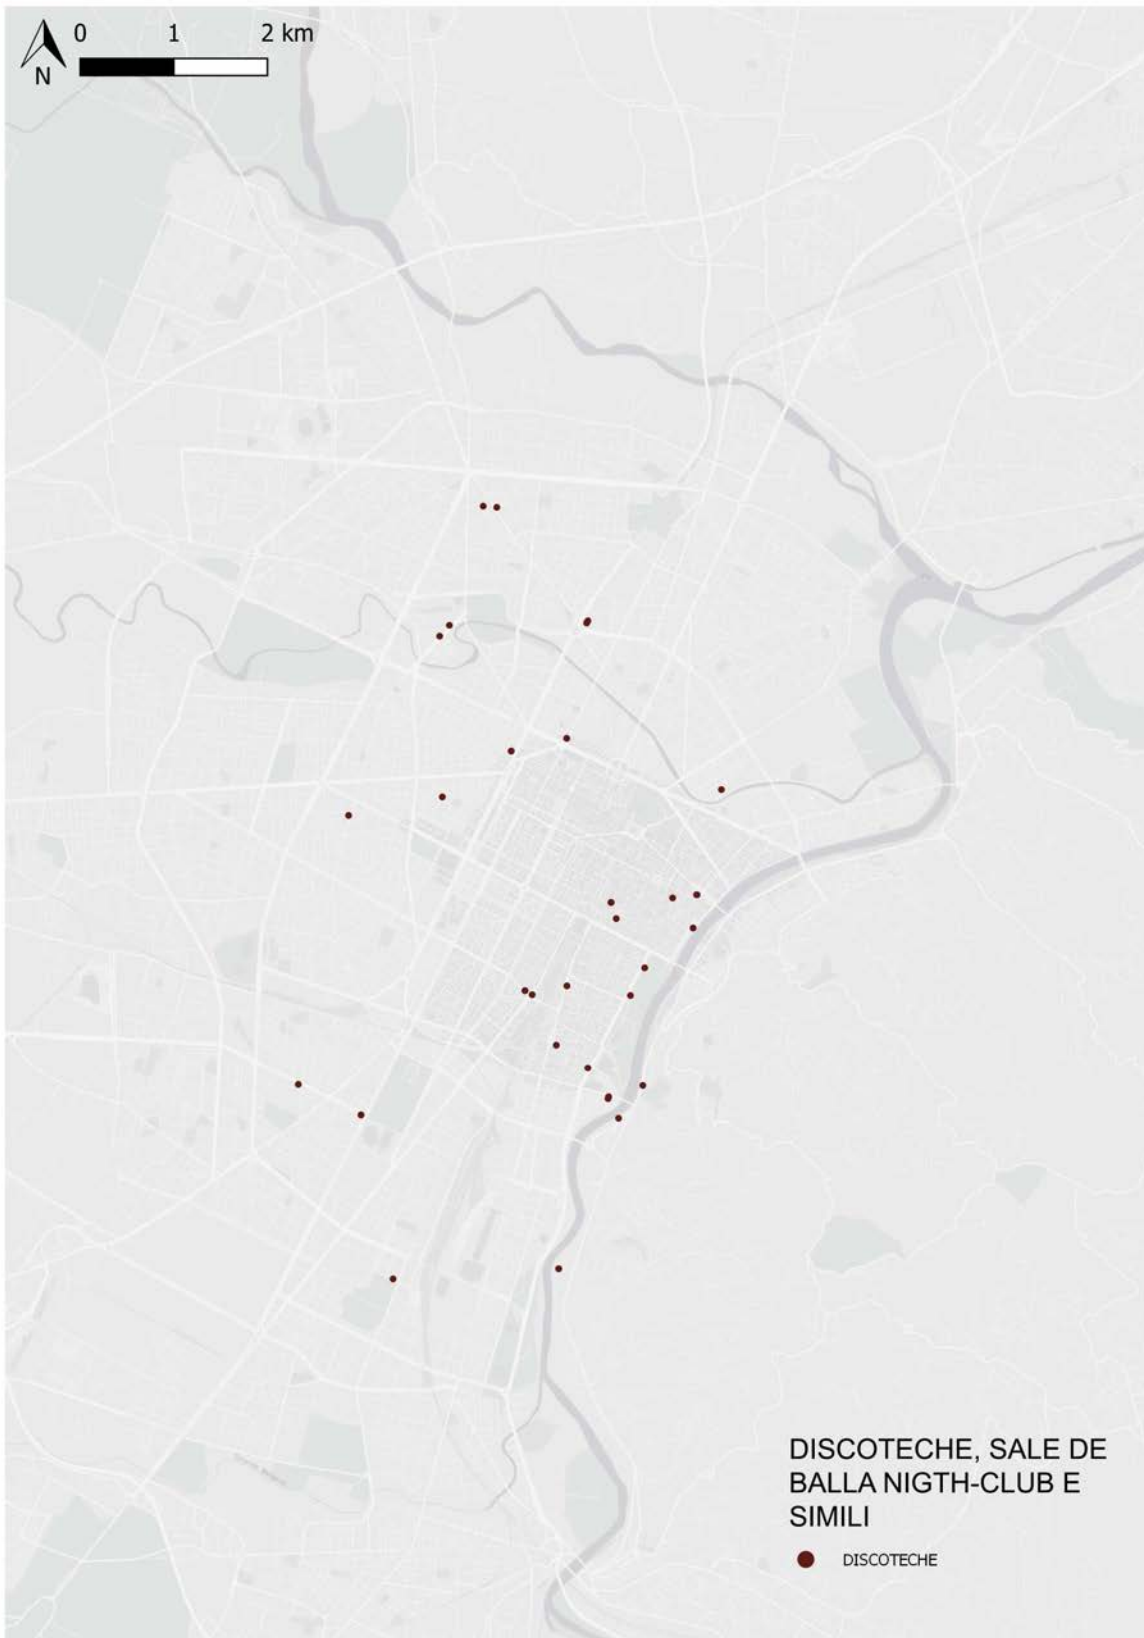 0 1 2 km
N
DISCOTECHE, SALE DE
BALLA NIGTH-CLUB E
SIMILI
DISCOTECHE